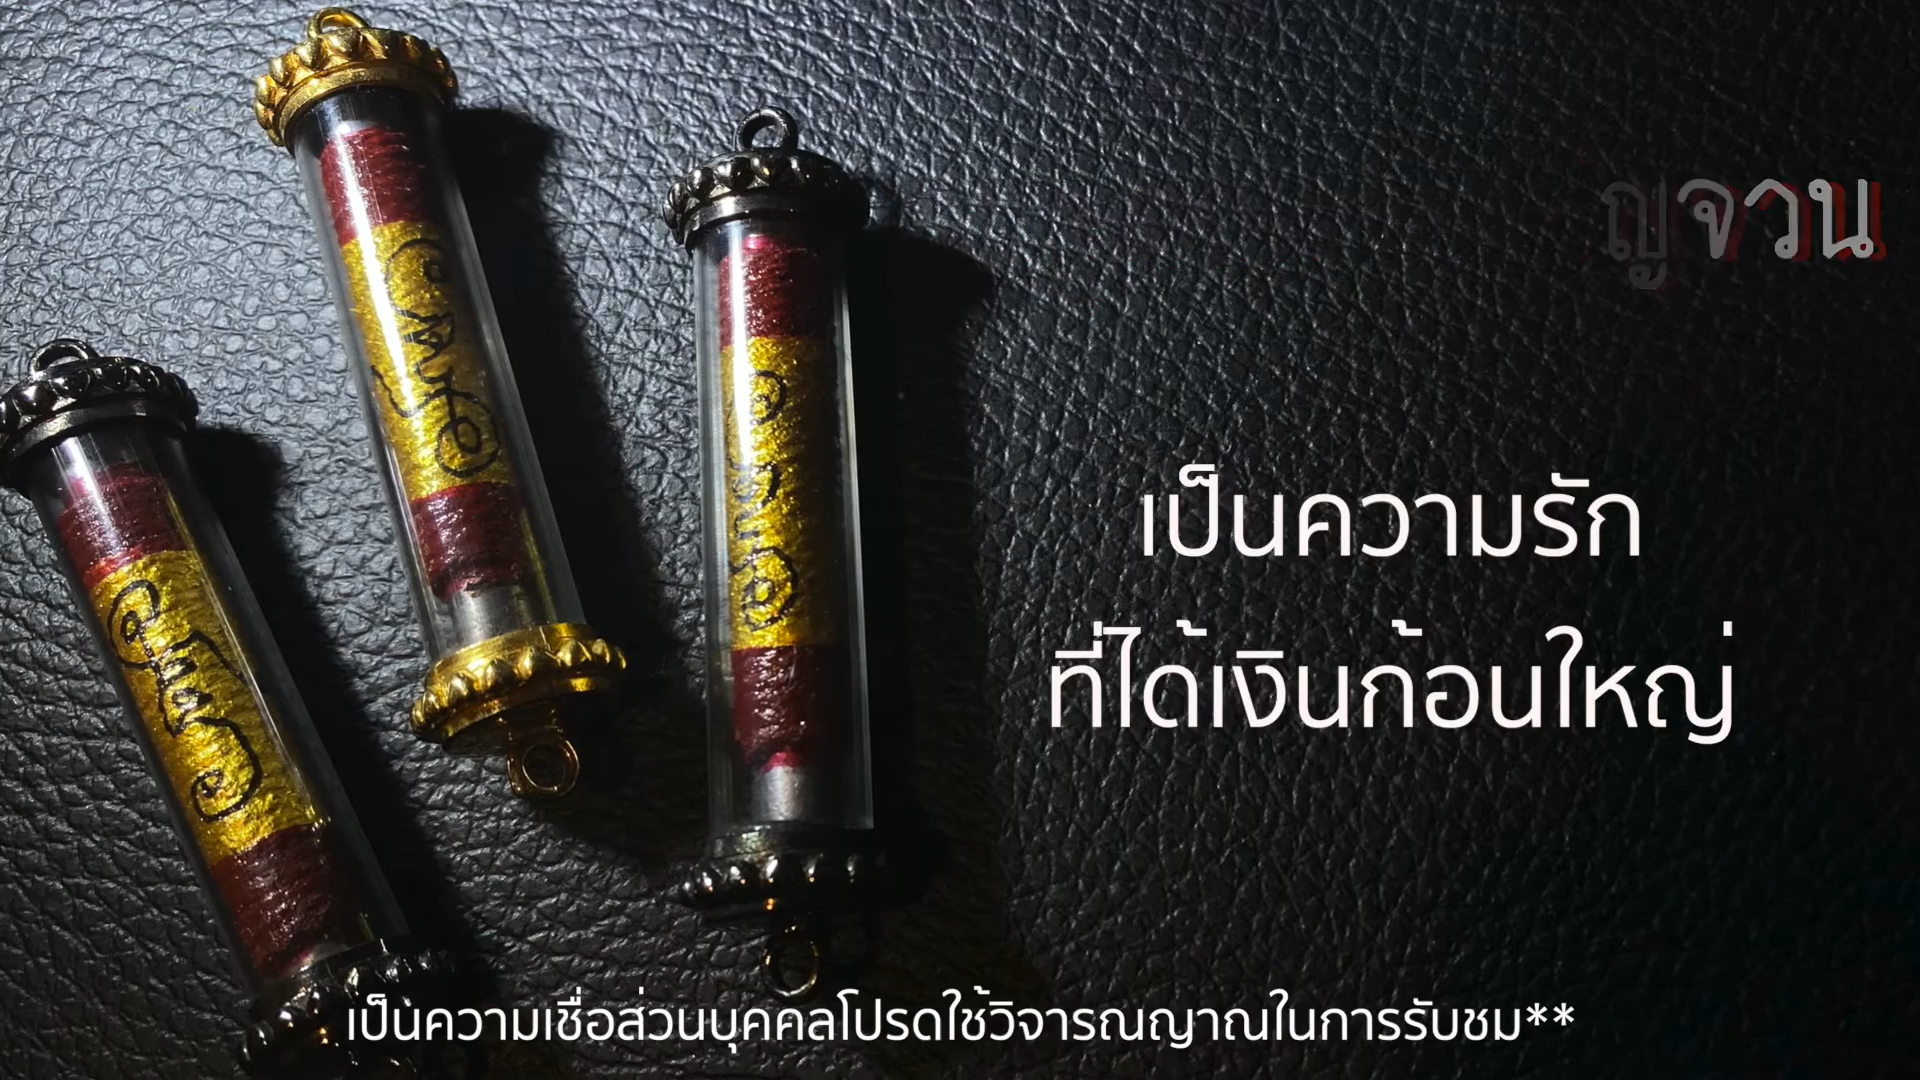 ญูจวน
เป็นความรัก
ที่ได้เงินก้อนใหญ่
เป็นความเชื่อส่วนบุคคลโปรดใช้วิจารณญาณในการรับชม**